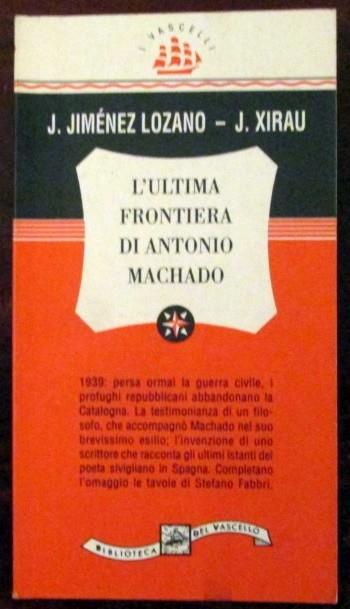 I VASCELLI
J. JIMÉNEZ LOZANO – J. XIRAU
L'ULTIMA
FRONTIERA
DI ANTONIO
MACHADO
1939: persa ormai la guerra civile, i
profughi repubblicani abbandonano la
Catalogna. La testimonianza di un filo-
sofo, che accompagnò Machado nel suo
brevissimo esilio; l'invenzione di uno
scrittore che racconta gli ultimi istanti del
poeta sivigliano in Spagna. Completano
l'omaggio le tavole di Stefano Fabbri.
BIBLIOTECA DEL VASCELLO